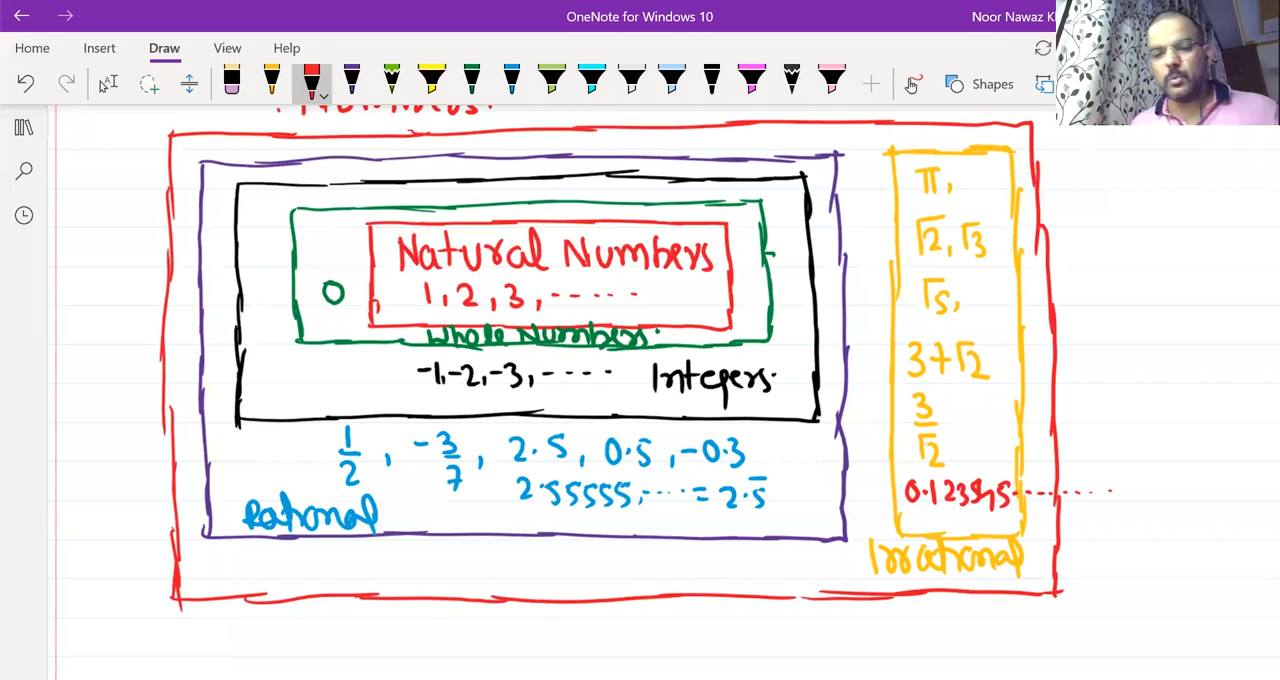 OneNote for Windows 10
Noor Nawaz K
Home Insert Draw View Help
Shapes
Natural Numbers
0 1, 2, 3, ------
Whole Numbers.
-1, -2, -3, ---- Integers.
1/2, -3/7, 2.5, 0.5, -0.3
2.55555, .... = 2.5̅
Rational
π,
√2, √3
√5,
3+√2
3/√2
Irrational